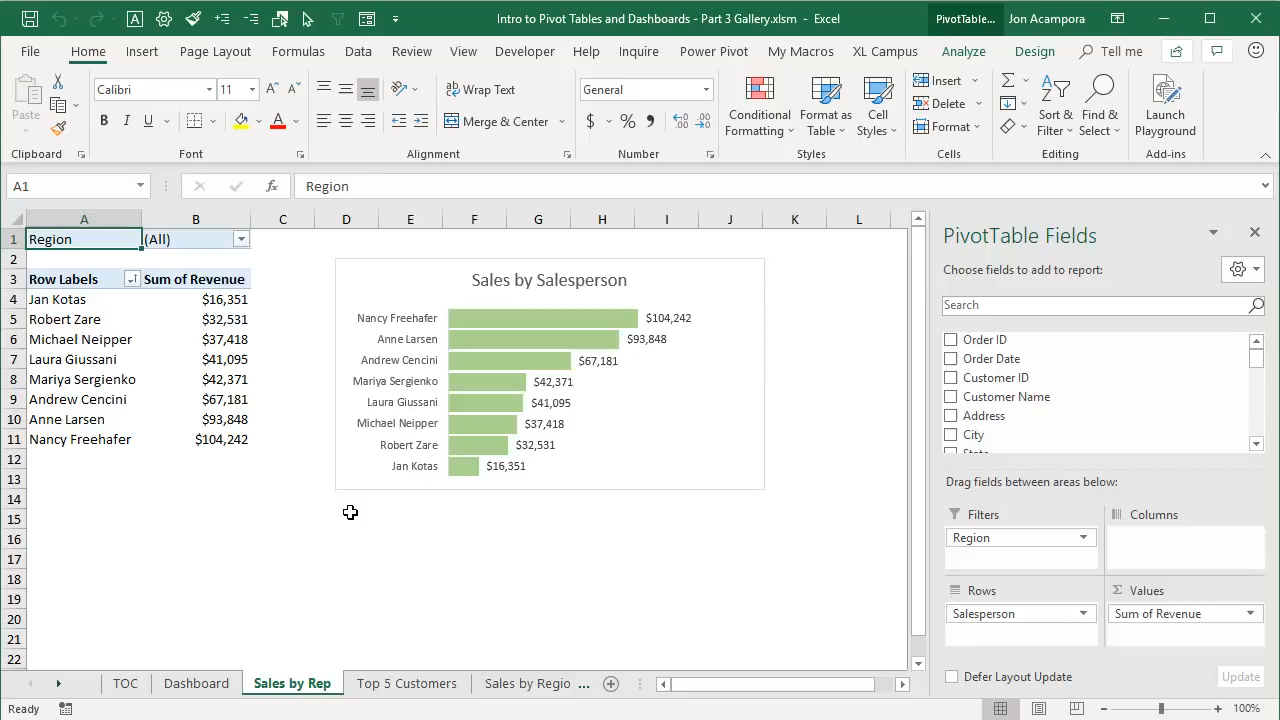 Intro to Pivot Tables and Dashboards - Part 3 Gallery.xlsm - Excel
PivotTable...
Jon Acampora
File Home Insert Page Layout Formulas Data Review View Developer Help Inquire Power Pivot My Macros XL Campus Analyze Design Tell me
Paste
Calibri 11
Wrap Text
General
Merge & Center
Conditional Formatting
Format as Table
Cell Styles
Insert
Delete
Format
Sort & Filter
Find & Select
Launch Playground
Clipboard Font Alignment Number Styles Cells Editing Add-ins
A1 fx Region
A B C D E F G H I J K L
1 Region (All)
2
3 Row Labels Sum of Revenue
4 Jan Kotas $16,351
5 Robert Zare $32,531
6 Michael Neipper $37,418
7 Laura Giussani $41,095
8 Mariya Sergienko $42,371
9 Andrew Cencini $67,181
10 Anne Larsen $93,848
11 Nancy Freehafer $104,242
12
13
14
15
16
17
18
19
20
21
22
Sales by Salesperson
Nancy Freehafer $104,242
Anne Larsen $93,848
Andrew Cencini $67,181
Mariya Sergienko $42,371
Laura Giussani $41,095
Michael Neipper $37,418
Robert Zare $32,531
Jan Kotas $16,351
PivotTable Fields
Choose fields to add to report:
Search
Order ID
Order Date
Customer ID
Customer Name
Address
City
Drag fields between areas below:
Filters
Region
Columns
Rows
Salesperson
Σ Values
Sum of Revenue
Defer Layout Update
Update
TOC Dashboard Sales by Rep Top 5 Customers Sales by Regio ...
Ready
100%